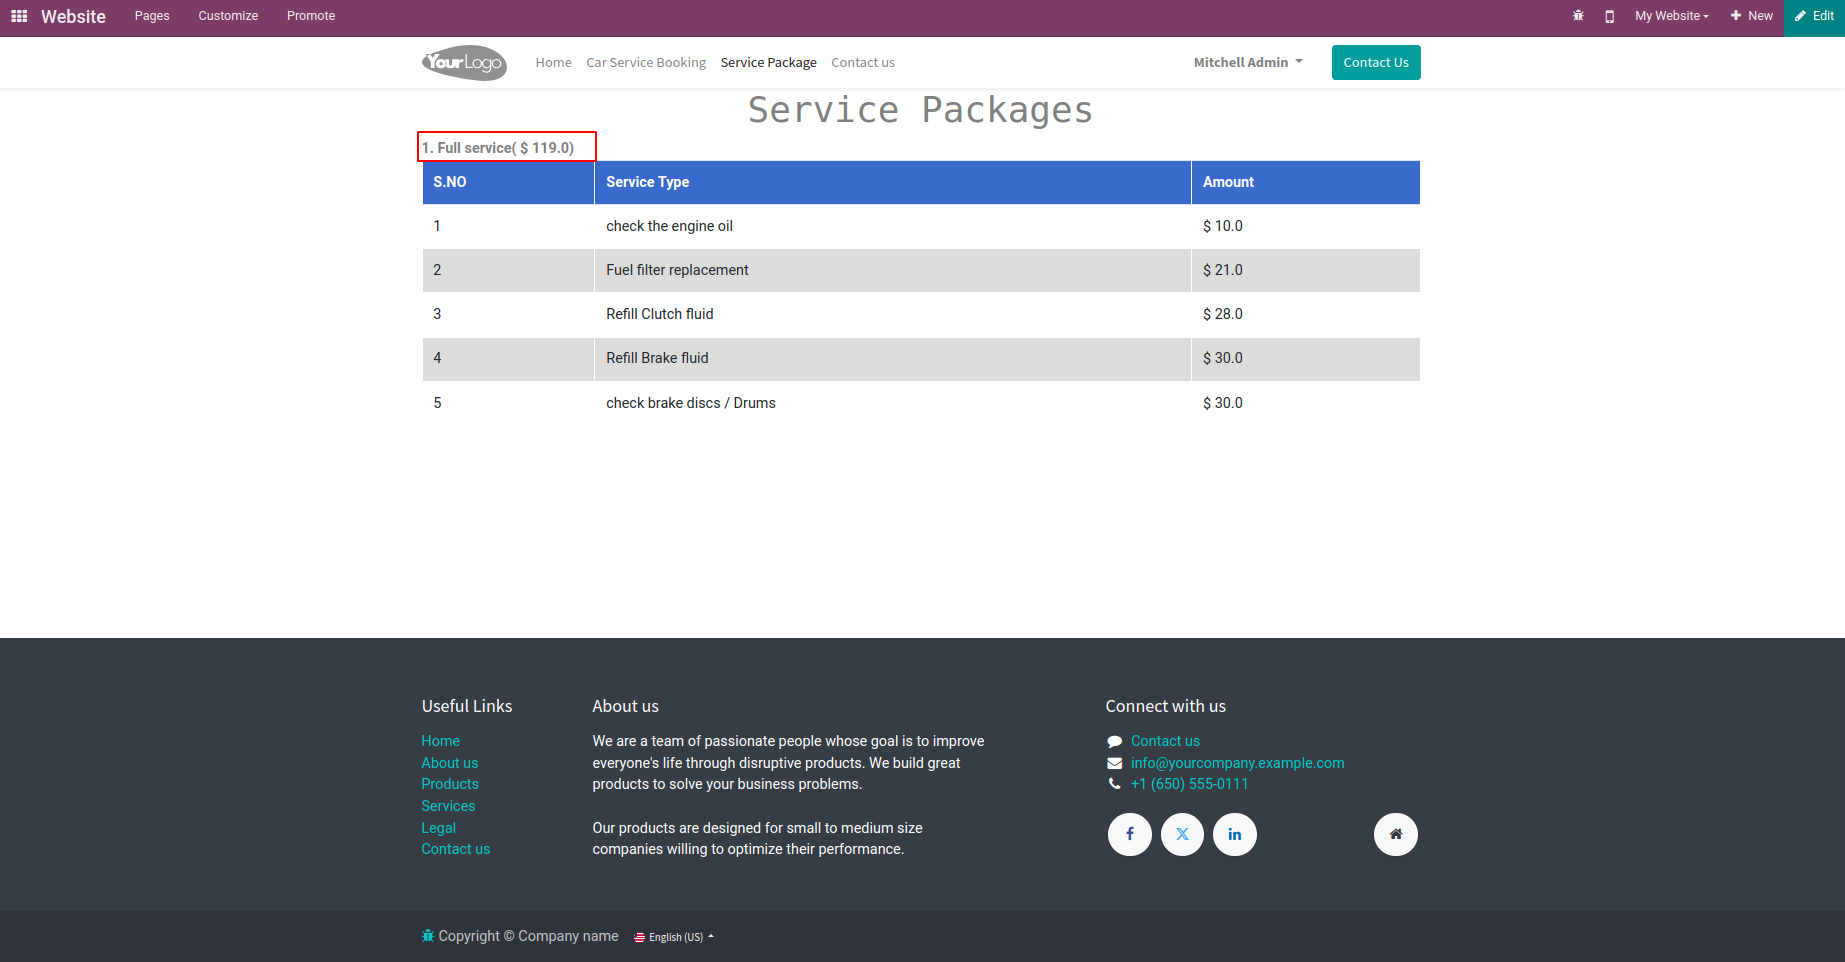 Website Pages Customize Promote My Website New Edit
YourLogo Home Car Service Booking Service Package Contact us Mitchell Admin Contact Us
Service Packages
1. Full service( $ 119.0)
S.NO Service Type Amount
1 check the engine oil $ 10.0
2 Fuel filter replacement $ 21.0
3 Refill Clutch fluid $ 28.0
4 Refill Brake fluid $ 30.0
5 check brake discs / Drums $ 30.0
Useful Links
Home
About us
Products
Services
Legal
Contact us
About us
We are a team of passionate people whose goal is to improve
everyone's life through disruptive products. We build great
products to solve your business problems.
Our products are designed for small to medium size
companies willing to optimize their performance.
Connect with us
Contact us
info@yourcompany.example.com
+1 (650) 555-0111
Copyright © Company name English (US)